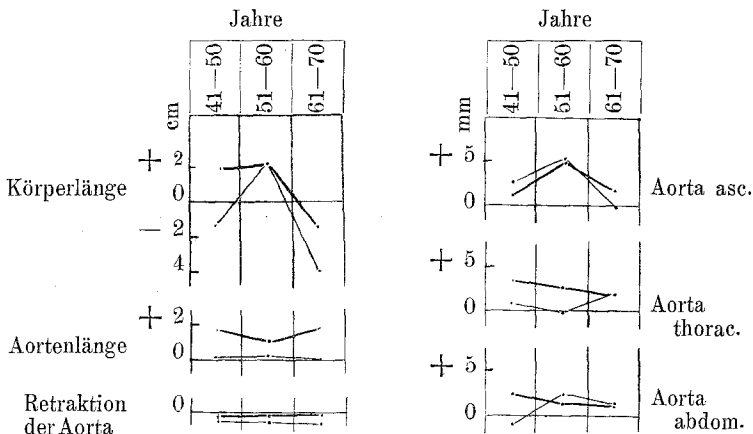 Jahre
41—50
51—60
61—70
cm
Körperlänge
+ 2
0
— 2
4
Aortenlänge
+ 2
0
Retraktion
der Aorta
0
Jahre
41—50
51—60
61—70
mm
+ 5
0
Aorta asc.
+ 5
0
Aorta
thorac.
+ 5
0
Aorta
abdom.